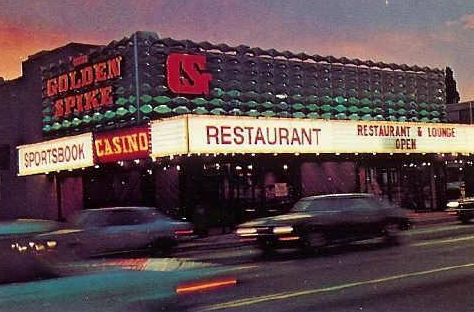 GOLDEN
SPIKE
GS
SPORTSBOOK
CASINO
RESTAURANT
RESTAURANT & LOUNGE
OPEN